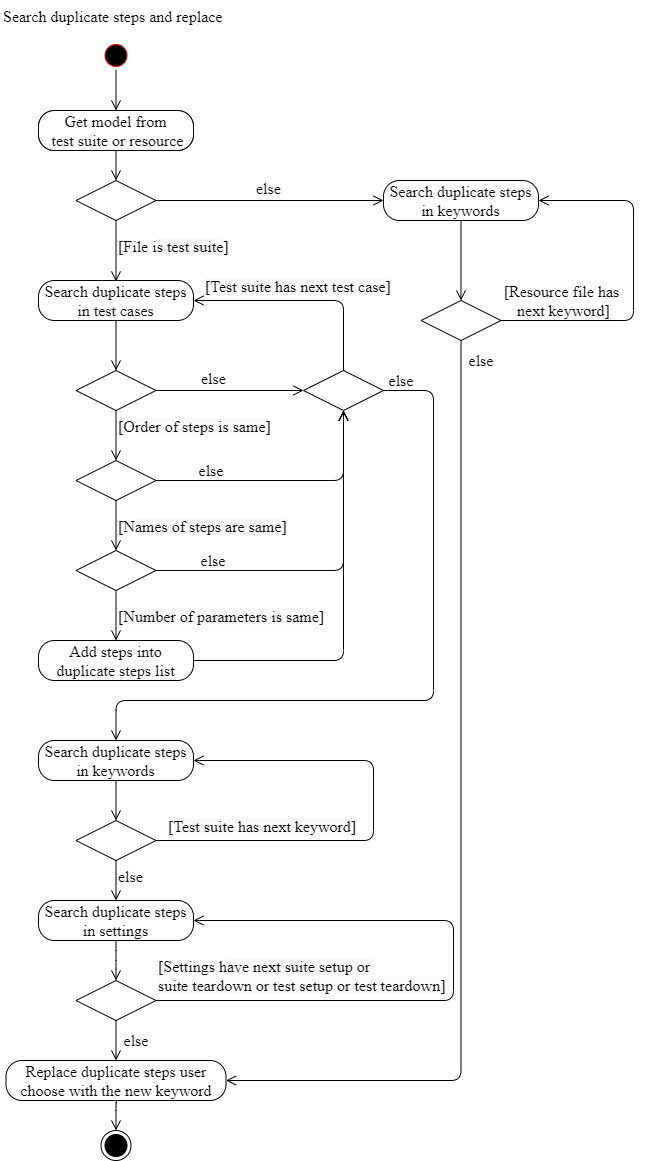 Search duplicate steps and replace
Get model from
test suite or resource
else
Search duplicate steps
in keywords
[File is test suite]
Search duplicate steps
in test cases
[Test suite has next test case]
[Resource file has
next keyword]
else
else
else
[Order of steps is same]
else
[Names of steps are same]
else
[Number of parameters is same]
Add steps into
duplicate steps list
Search duplicate steps
in keywords
[Test suite has next keyword]
else
Search duplicate steps
in settings
[Settings have next suite setup or
suite teardown or test setup or test teardown]
else
Replace duplicate steps user
choose with the new keyword